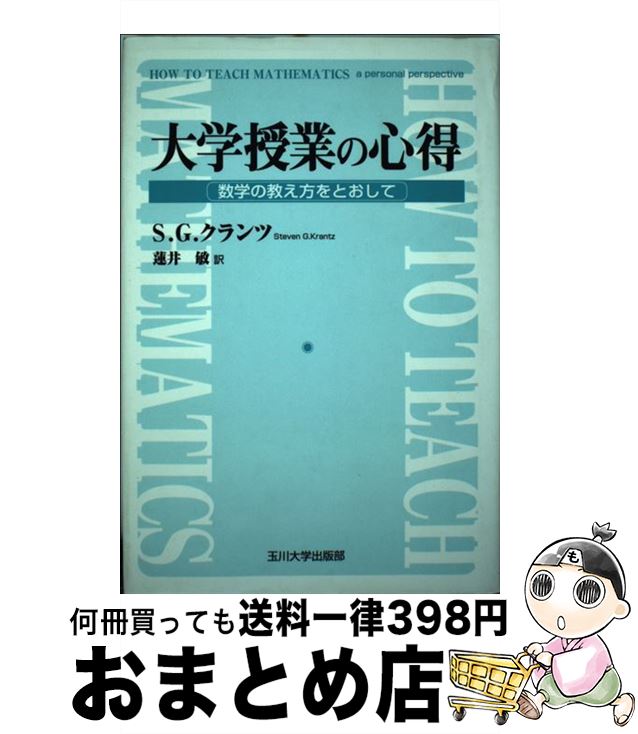 HOW TO TEACH MATHEMATICS a personal perspective
大学授業の心得
数学の教え方をとおして
S.G.クランツ Steven G.Krantz
蓮井 敏 訳
MATHEMATICS
HOW TO TEACH
玉川大学出版部
も
何冊買っても送料一律398円
おまとめ店